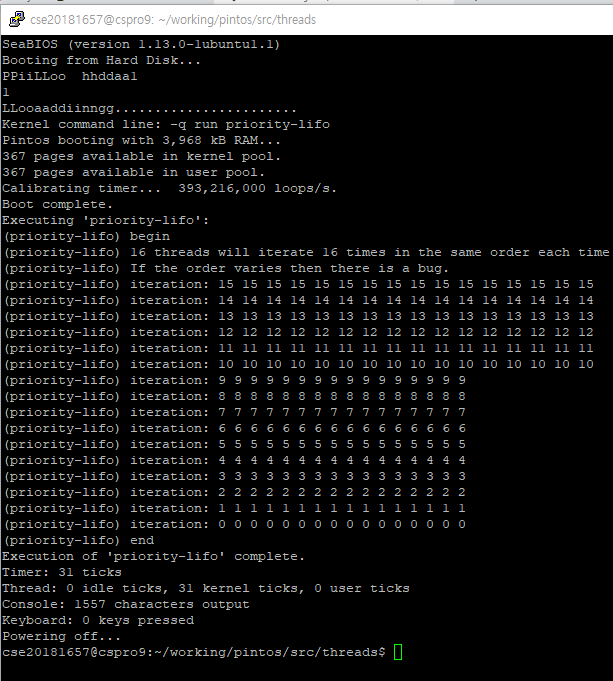 cse20181657@cspro9: ~/working/pintos/src/threads
SeaBIOS (version 1.13.0-1ubuntu1.1)
Booting from Hard Disk...
PPiiLLoo  hhddaa1
1
LLooaaddiinngg.......................
Kernel command line: -q run priority-lifo
Pintos booting with 3,968 kB RAM...
367 pages available in kernel pool.
367 pages available in user pool.
Calibrating timer...  393,216,000 loops/s.
Boot complete.
Executing 'priority-lifo':
(priority-lifo) begin
(priority-lifo) 16 threads will iterate 16 times in the same order each time
(priority-lifo) If the order varies then there is a bug.
(priority-lifo) iteration: 15 15 15 15 15 15 15 15 15 15 15 15 15 15 15 15
(priority-lifo) iteration: 14 14 14 14 14 14 14 14 14 14 14 14 14 14 14 14
(priority-lifo) iteration: 13 13 13 13 13 13 13 13 13 13 13 13 13 13 13 13
(priority-lifo) iteration: 12 12 12 12 12 12 12 12 12 12 12 12 12 12 12 12
(priority-lifo) iteration: 11 11 11 11 11 11 11 11 11 11 11 11 11 11 11 11
(priority-lifo) iteration: 10 10 10 10 10 10 10 10 10 10 10 10 10 10 10 10
(priority-lifo) iteration: 9 9 9 9 9 9 9 9 9 9 9 9 9 9 9 9
(priority-lifo) iteration: 8 8 8 8 8 8 8 8 8 8 8 8 8 8 8 8
(priority-lifo) iteration: 7 7 7 7 7 7 7 7 7 7 7 7 7 7 7 7
(priority-lifo) iteration: 6 6 6 6 6 6 6 6 6 6 6 6 6 6 6 6
(priority-lifo) iteration: 5 5 5 5 5 5 5 5 5 5 5 5 5 5 5 5
(priority-lifo) iteration: 4 4 4 4 4 4 4 4 4 4 4 4 4 4 4 4
(priority-lifo) iteration: 3 3 3 3 3 3 3 3 3 3 3 3 3 3 3 3
(priority-lifo) iteration: 2 2 2 2 2 2 2 2 2 2 2 2 2 2 2 2
(priority-lifo) iteration: 1 1 1 1 1 1 1 1 1 1 1 1 1 1 1 1
(priority-lifo) iteration: 0 0 0 0 0 0 0 0 0 0 0 0 0 0 0 0
(priority-lifo) end
Execution of 'priority-lifo' complete.
Timer: 31 ticks
Thread: 0 idle ticks, 31 kernel ticks, 0 user ticks
Console: 1557 characters output
Keyboard: 0 keys pressed
Powering off...
cse20181657@cspro9:~/working/pintos/src/threads$